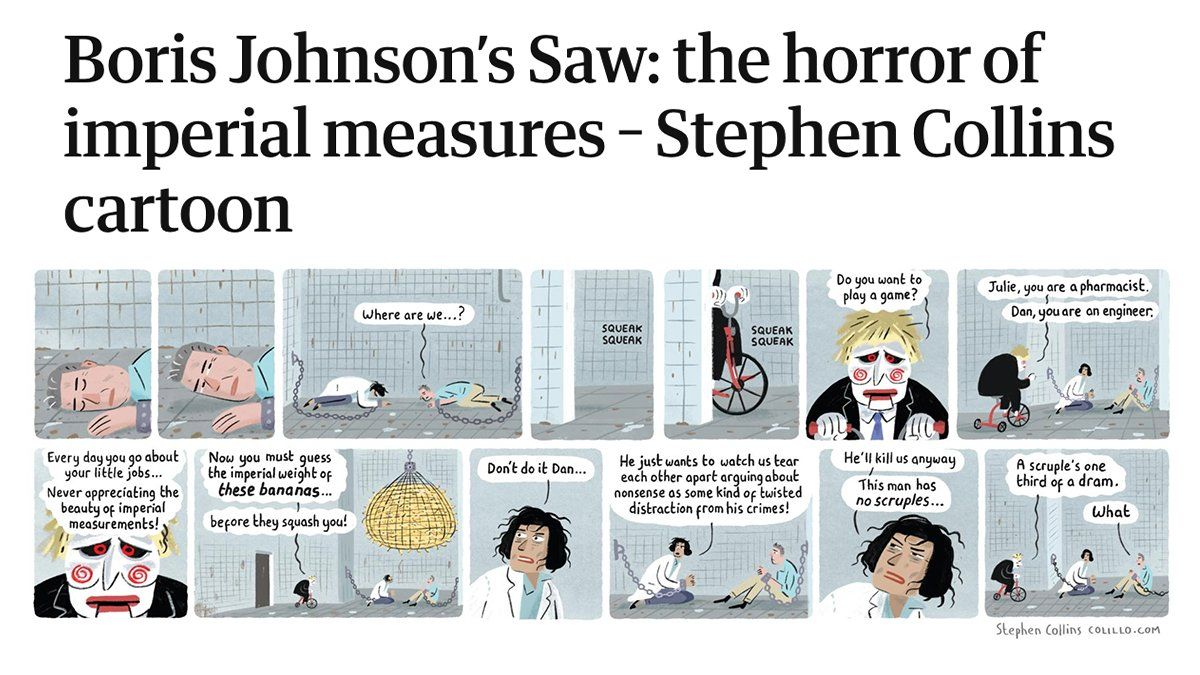 Boris Johnson’s Saw: the horror of
imperial measures – Stephen Collins
cartoon
Where are we...?
SQUEAK
SQUEAK
SQUEAK
SQUEAK
Do you want to
play a game?
Julie, you are a pharmacist.
Dan, you are an engineer.
Every day you go about
your little jobs...
Never appreciating the
beauty of imperial
measurements!
Now you must guess
the imperial weight of
these bananas...
before they squash you!
Don't do it Dan...
He just wants to watch us tear
each other apart arguing about
nonsense as some kind of twisted
distraction from his crimes!
He'll kill us anyway
This man has
no scruples...
A scruple's one
third of a dram.
What
Stephen Collins COLILLO.COM